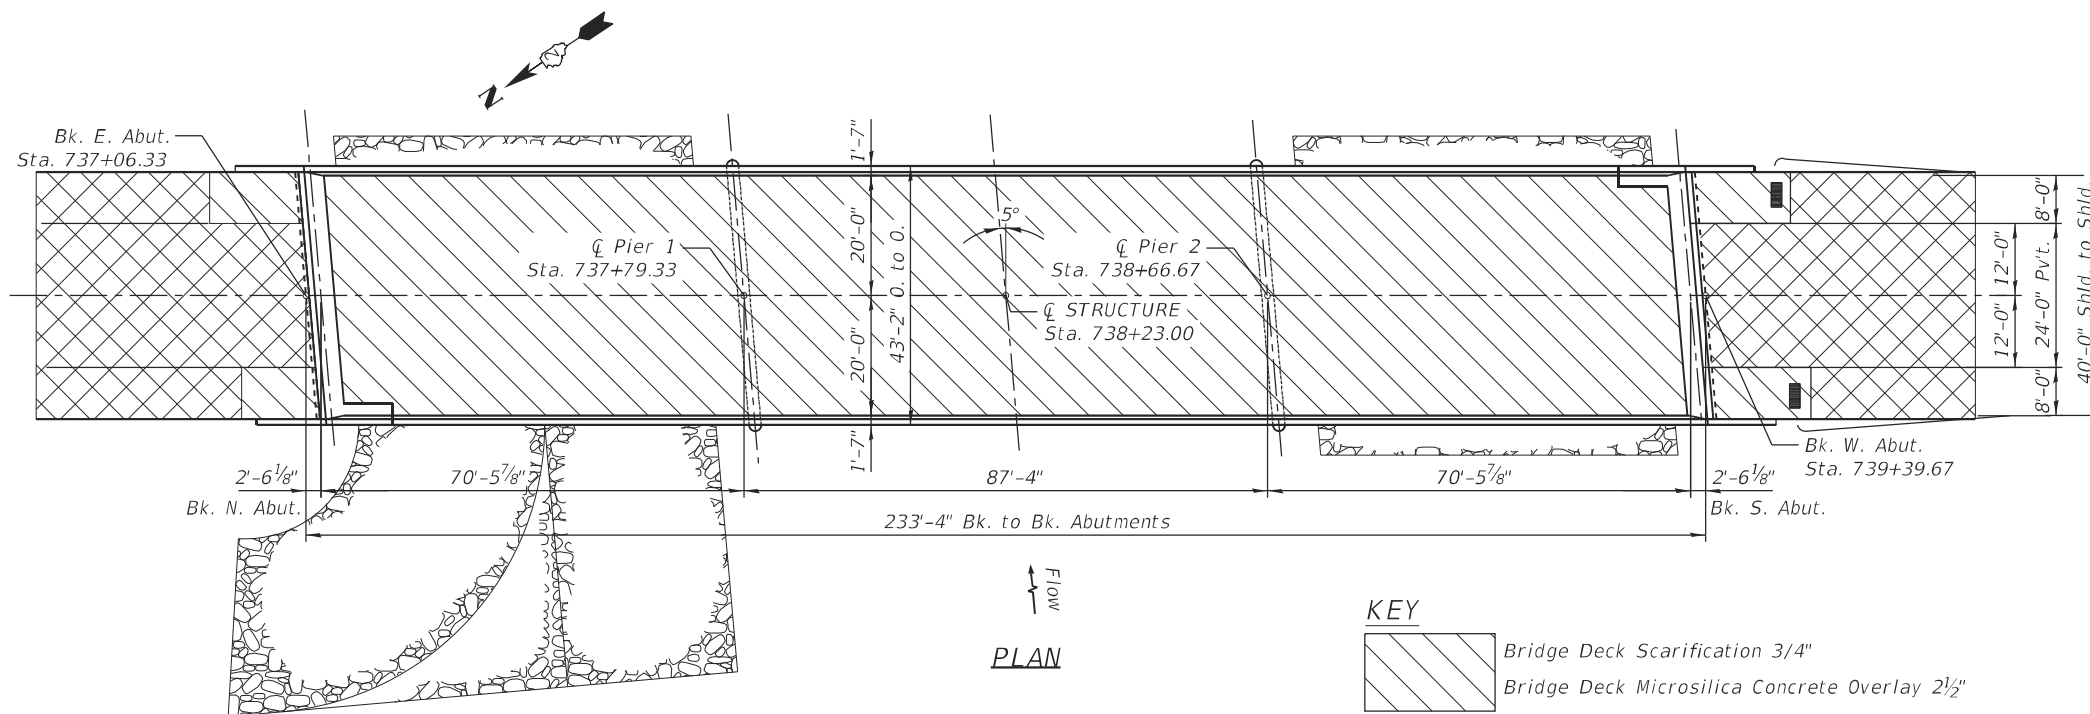 N
Bk. E. Abut.
Sta. 737+06.33
1'-7"
20'-0"
20'-0"
1'-7"
43'-2" O. to O.
℄ Pier 1
Sta. 737+79.33
5°
℄ STRUCTURE
Sta. 738+23.00
℄ Pier 2
Sta. 738+66.67
8'-0"
12'-0"
12'-0"
8'-0"
24'-0" Pv't.
40'-0" Shld. to Shld.
Bk. W. Abut.
Sta. 739+39.67
2'-6⅛"
70'-5⅞"
87'-4"
70'-5⅞"
2'-6⅛"
Bk. N. Abut.
Bk. S. Abut.
233'-4" Bk. to Bk. Abutments
Flow
PLAN
KEY
Bridge Deck Scarification 3/4"
Bridge Deck Microsilica Concrete Overlay 2½"